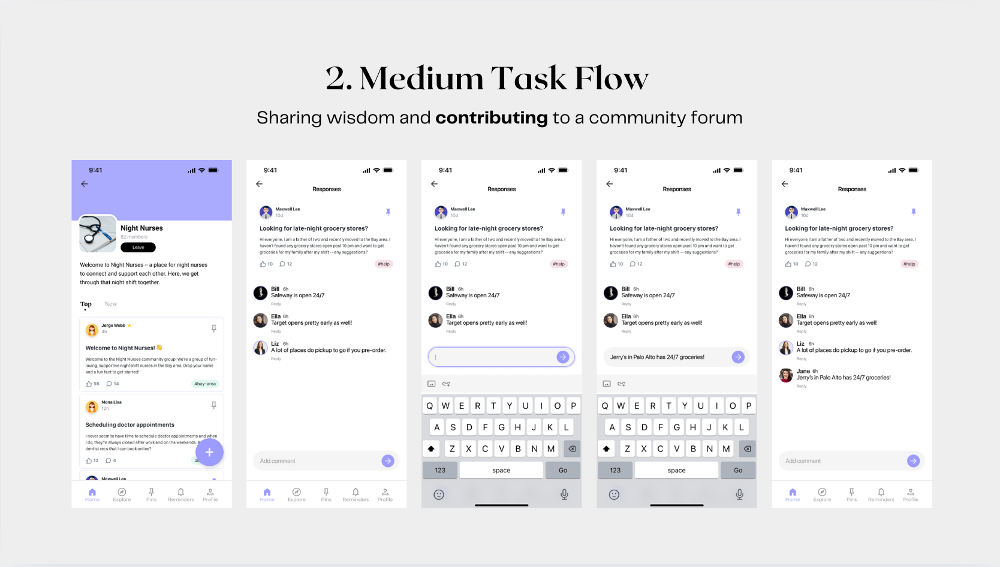 2. Medium Task Flow
Sharing wisdom and contributing to a community forum
9:41
Night Nurses
82 members
Leave
Welcome to Night Nurses – a place for night nurses
to connect and support each other. Here, we get
through that night shift together.
Top New
Jorge Webb
4h
Welcome to Night Nurses! 👋
Welcome to the Night Nurses community group! We're a group of fun-
loving, supportive nightshift nurses in the Bay area. Drop your name
and a fun fact to get started!
98 14 #bay-area
Mona Lisa
12h
Scheduling doctor appointments
I never seem to have time to schedule doctor appointments and when
I do, they're always closed after work and on the weekends.
dentist recs that I can book online?
12 4
Maxwell Lee
Home Explore Pins Reminders Profile
9:41
Responses
Maxwell Lee
10d
Looking for late-night grocery stores?
Hi everyone, I am a father of two and recently moved to the Bay area. I
haven't found any grocery stores open past 10 pm and want to get
groceries for my family after my shift -- any suggestions?
10 12 #help
Bill 6h
Safeway is open 24/7
Reply
Ella 6h
Target opens pretty early as well!
Reply
Liz 6h
A lot of places do pickup to go if you pre-order.
Reply
Add comment
Home Explore Pins Reminders Profile
9:41
Responses
Maxwell Lee
10d
Looking for late-night grocery stores?
Hi everyone, I am a father of two and recently moved to the Bay area. I
haven't found any grocery stores open past 10 pm and want to get
groceries for my family after my shift -- any suggestions?
10 12 #help
Bill 6h
Safeway is open 24/7
Reply
Ella 6h
Target opens pretty early as well!
Reply
Q W E R T Y U I O P
A S D F G H J K L
Z X C V B N M
123 space Go
9:41
Responses
Maxwell Lee
10d
Looking for late-night grocery stores?
Hi everyone, I am a father of two and recently moved to the Bay area. I
haven't found any grocery stores open past 10 pm and want to get
groceries for my family after my shift -- any suggestions?
10 12 #help
Bill 6h
Safeway is open 24/7
Reply
Ella 6h
Target opens pretty early as well!
Reply
Jerry's in Palo Alto has 24/7 groceries!
Q W E R T Y U I O P
A S D F G H J K L
Z X C V B N M
123 space Go
9:41
Responses
Maxwell Lee
10d
Looking for late-night grocery stores?
Hi everyone, I am a father of two and recently moved to the Bay area. I
haven't found any grocery stores open past 10 pm and want to get
groceries for my family after my shift -- any suggestions?
10 12 #help
Bill 6h
Safeway is open 24/7
Reply
Ella 6h
Target opens pretty early as well!
Reply
Liz 6h
A lot of places do pickup to go if you pre-order.
Reply
Jane 6h
Jerry's in Palo Alto has 24/7 groceries!
Reply
Add comment
Home Explore Pins Reminders Profile